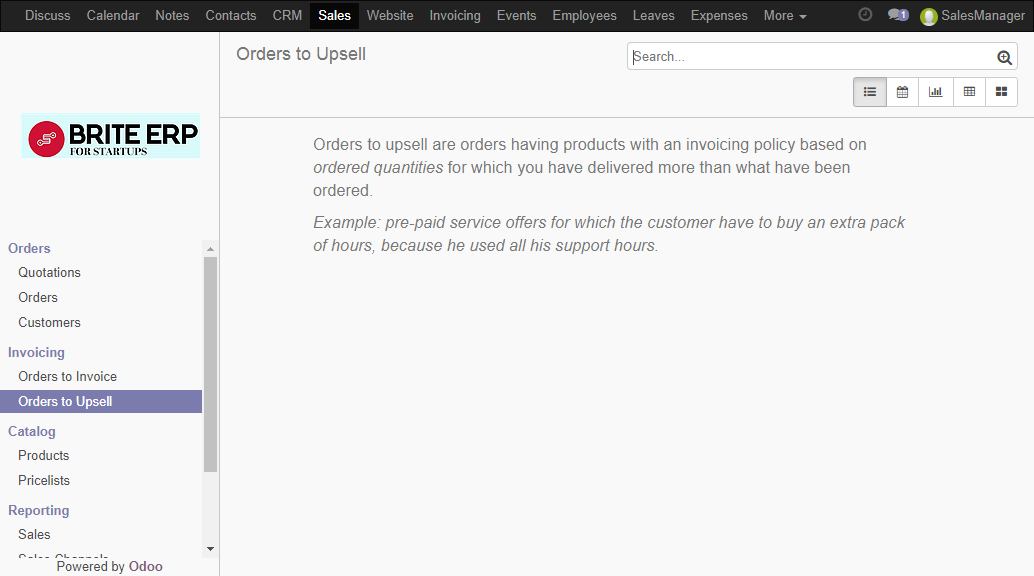 Discuss Calendar Notes Contacts CRM Sales Website Invoicing Events Employees Leaves Expenses More 1 SalesManager
Orders to Upsell
Search...
BRITE ERP
FOR STARTUPS
Orders to upsell are orders having products with an invoicing policy based on
ordered quantities for which you have delivered more than what have been
ordered.
Example: pre-paid service offers for which the customer have to buy an extra pack
of hours, because he used all his support hours.
Orders
Quotations
Orders
Customers
Invoicing
Orders to Invoice
Orders to Upsell
Catalog
Products
Pricelists
Reporting
Sales
Sales Channels
Powered by Odoo